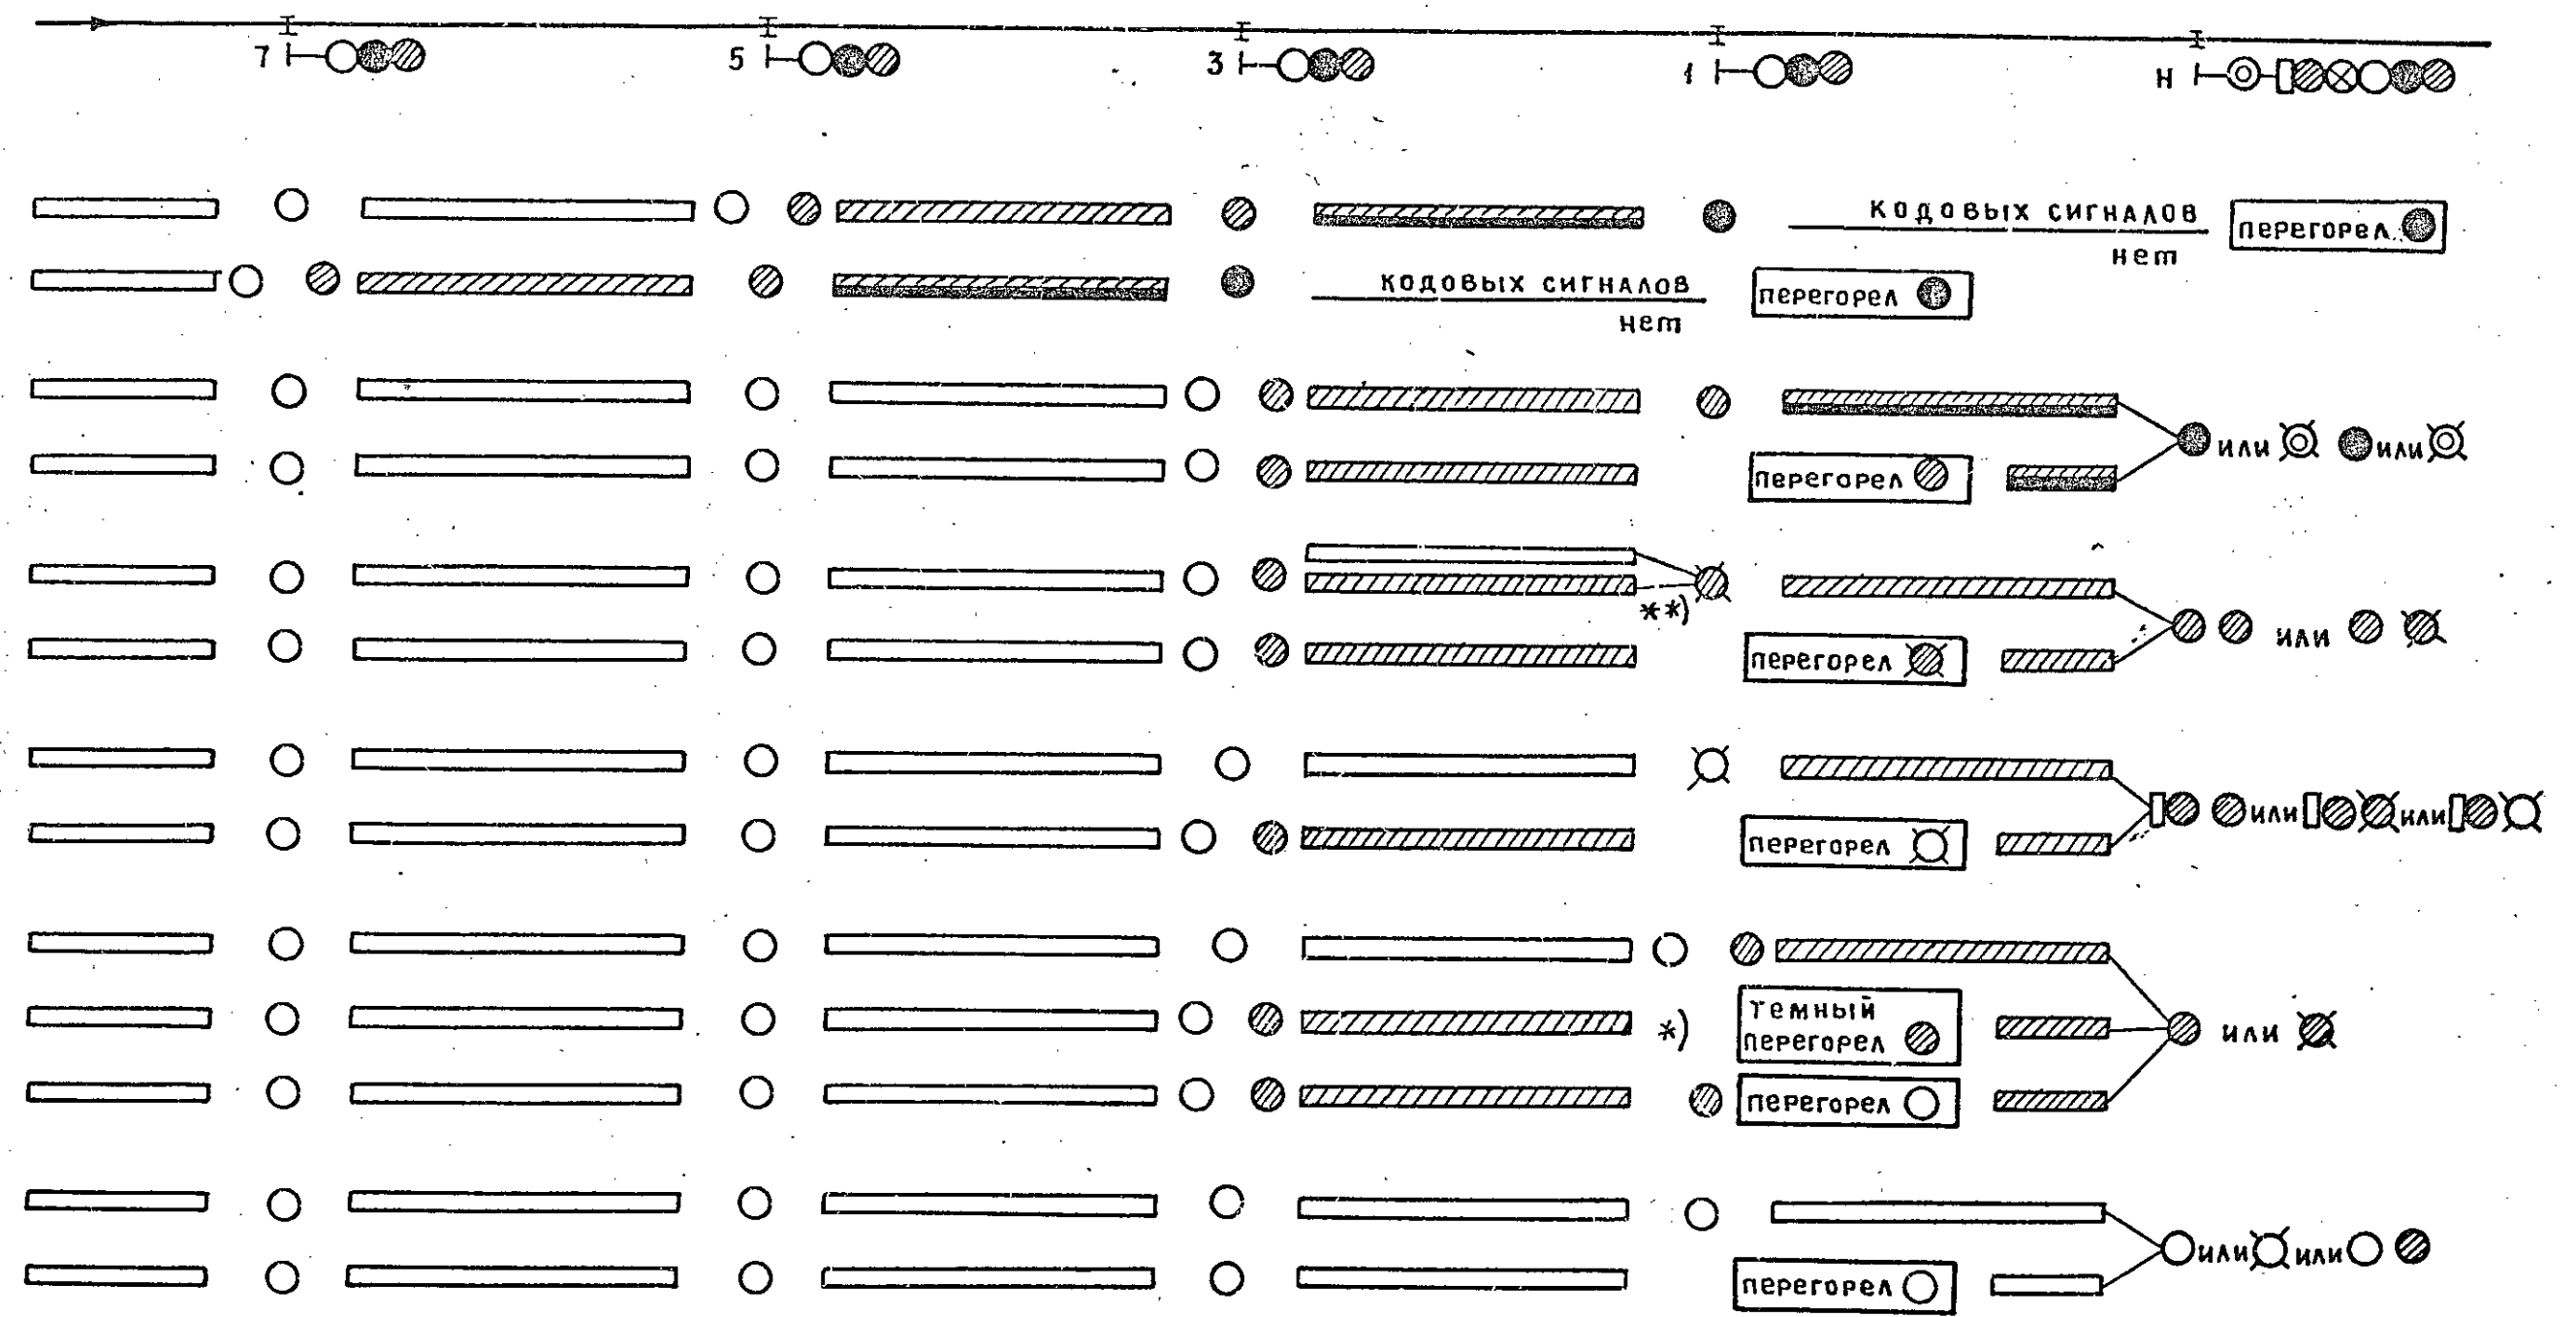 7 5 3 1 Н
кодовых сигналов
нет
перегорел
кодовых сигналов
нет
перегорел
или или
перегорел
**)
или
перегорел
или или
перегорел
*)
темный
перегорел
или
перегорел
или или
перегорел